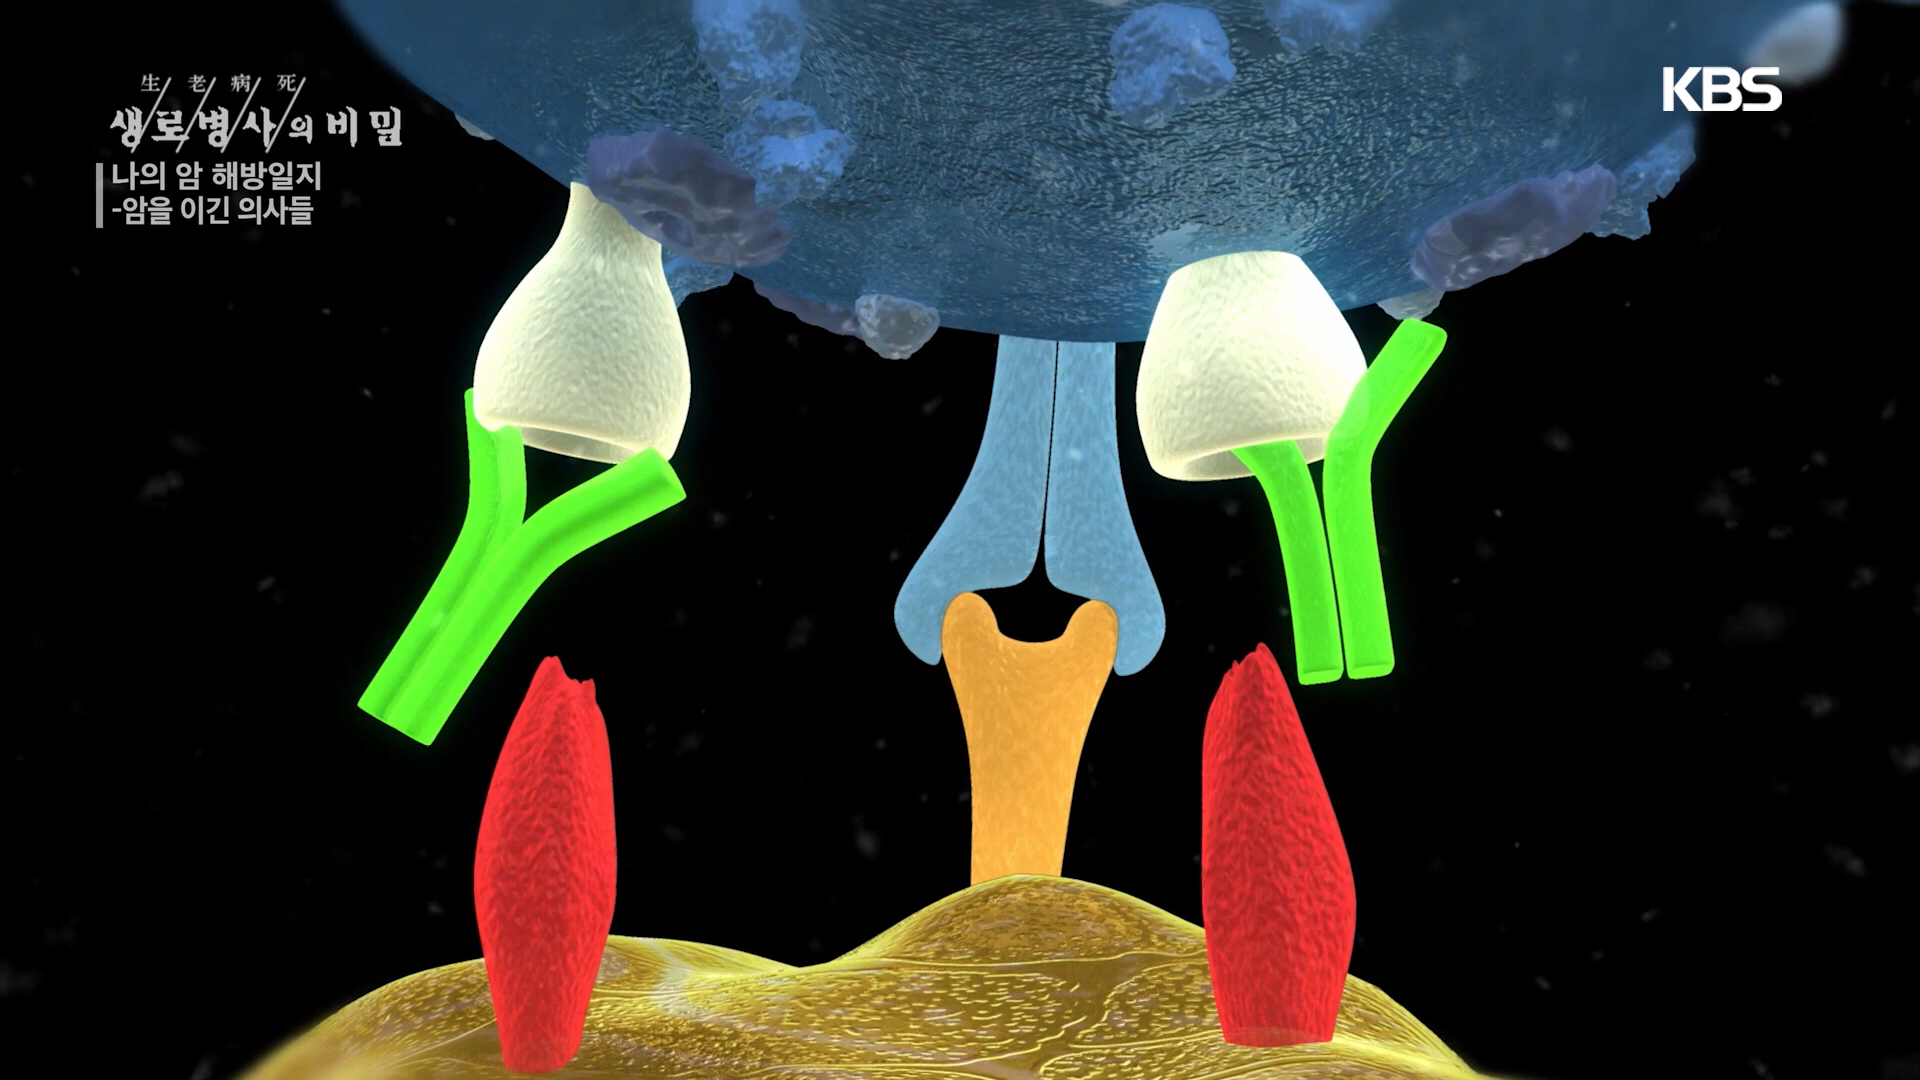 生老病死
생로병사의 비밀
나의 암 해방일지
-암을 이긴 의사들
KBS